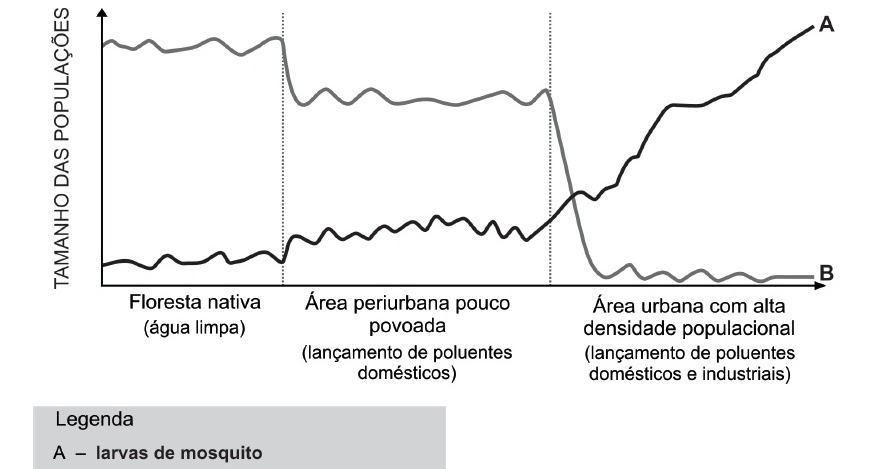 TAMANHO DAS POPULAÇÕES
A
B
Floresta nativa
(água limpa)
Área periurbana pouco
povoada
(lançamento de poluentes
domésticos)
Área urbana com alta
densidade populacional
(lançamento de poluentes
domésticos e industriais)
Legenda
A – larvas de mosquito